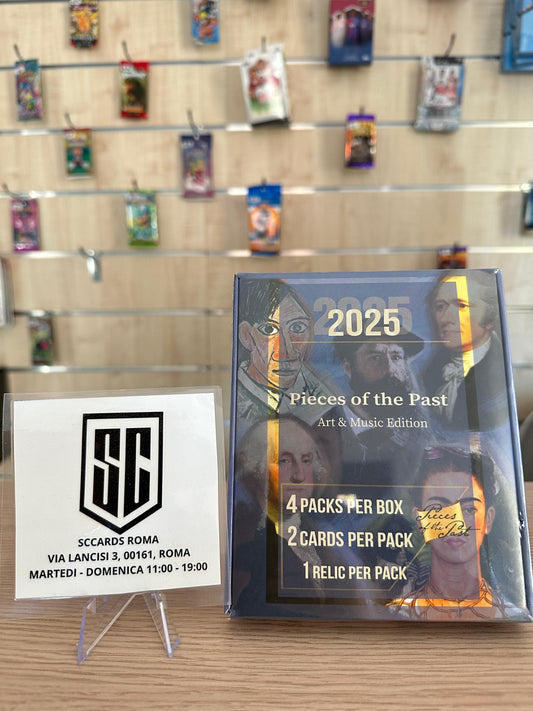 SC
SCCARDS ROMA
VIA LANCISI 3, 00161, ROMA
MARTEDI - DOMENICA 11:00 - 19:00
2025
2025
Pieces of the Past
Art & Music Edition
4 PACKS PER BOX
2 CARDS PER PACK
1 RELIC PER PACK
Pieces
of the Past